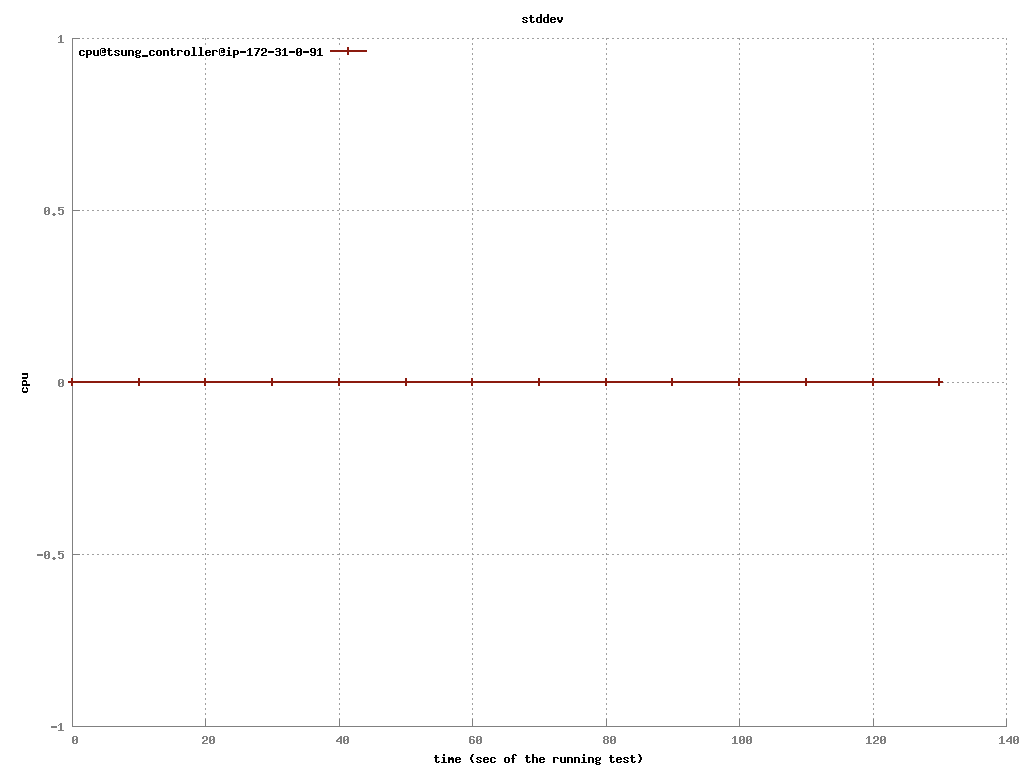 stddev
1
cpu@tsung_controller@ip-172-31-0-91
0.5
cpu
0
-0.5
-1
0 20 40 60 80 100 120 140
time (sec of the running test)